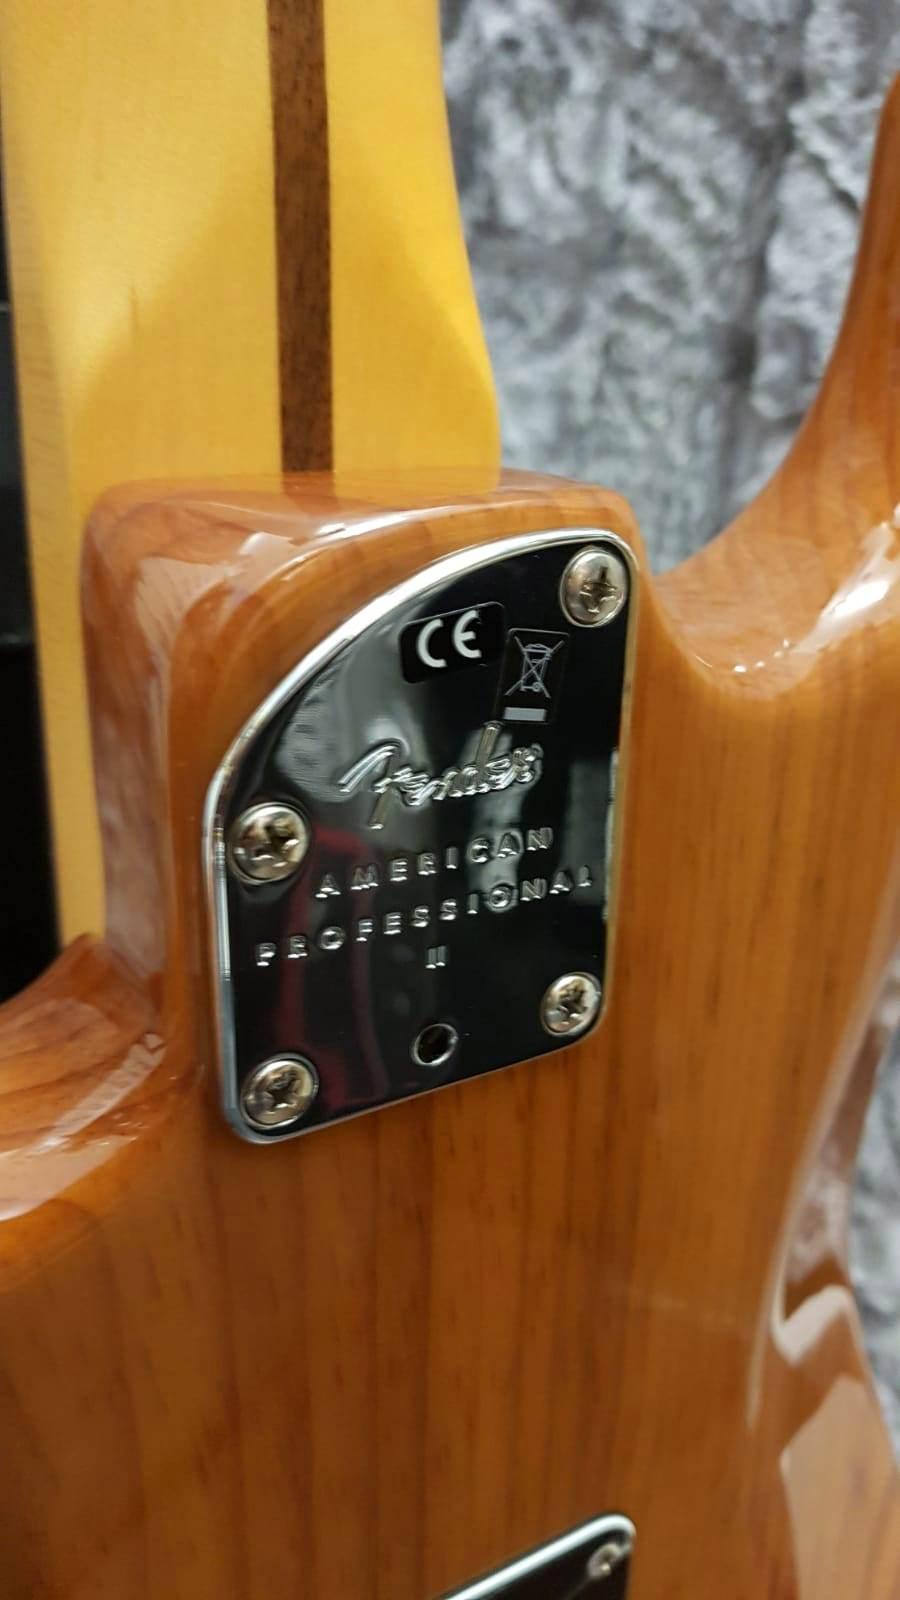 CE
Fender
AMERICAN
PROFESSIONAL
II